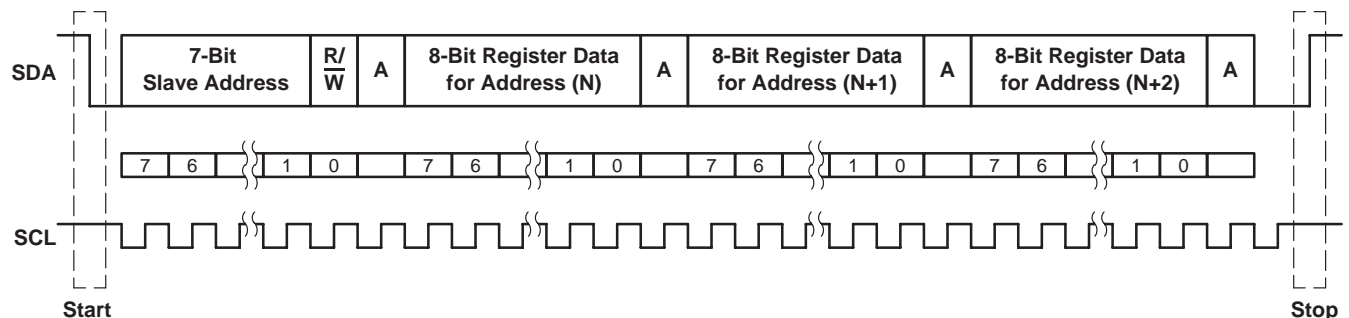 SDA
7-Bit
Slave Address
R/
W
A
8-Bit Register Data
for Address (N)
A
8-Bit Register Data
for Address (N+1)
A
8-Bit Register Data
for Address (N+2)
A
7 6 1 0 7 6 1 0 7 6 1 0 7 6 1 0
SCL
Start
Stop